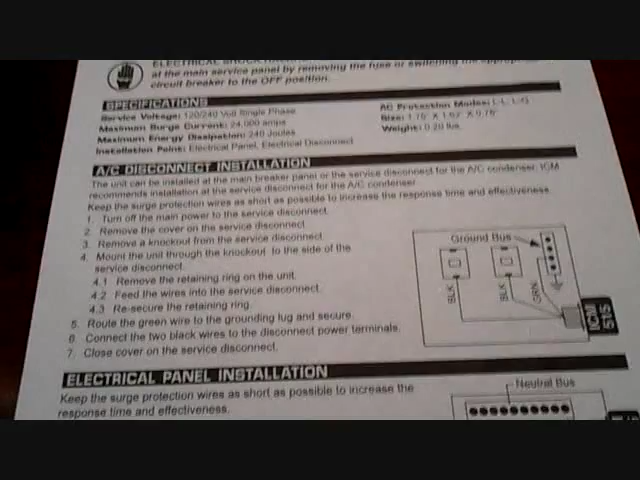 ELECTRICAL SHOCK
at the main service panel by removing the fuse or switching the appropriate
circuit breaker to the OFF position.
SPECIFICATIONS
Service Voltage: 120/240 Volt Single Phase
Maximum Surge Current: 24,000 amps
Maximum Energy Dissipation: 240 Joules
Installation Point: Electrical Panel, Electrical Disconnect
AC Protection Modes: L-L, L-G
Size: 1.75" X 1.63" X 0.75"
Weight: 0.20 lbs.
A/C DISCONNECT INSTALLATION
The unit can be installed at the main breaker panel or the service disconnect for the A/C condenser. ICM
recommends installation at the service disconnect for the A/C condenser
Keep the surge protection wires as short as possible to increase the response time and effectiveness.
1. Turn off the main power to the service disconnect.
2. Remove the cover on the service disconnect
3. Remove a knockout from the service disconnect.
4. Mount the unit through the knockout to the side of the
service disconnect.
4.1 Remove the retaining ring on the unit.
4.2 Feed the wires into the service disconnect.
4.3 Re-secure the retaining ring.
5. Route the green wire to the grounding lug and secure.
6. Connect the two black wires to the disconnect power terminals.
7. Close cover on the service disconnect.
Ground Bus
BLK
BLK
GRN
ICM
515
ELECTRICAL PANEL INSTALLATION
Keep the surge protection wires as short as possible to increase the
response time and effectiveness.
Neutral Bus